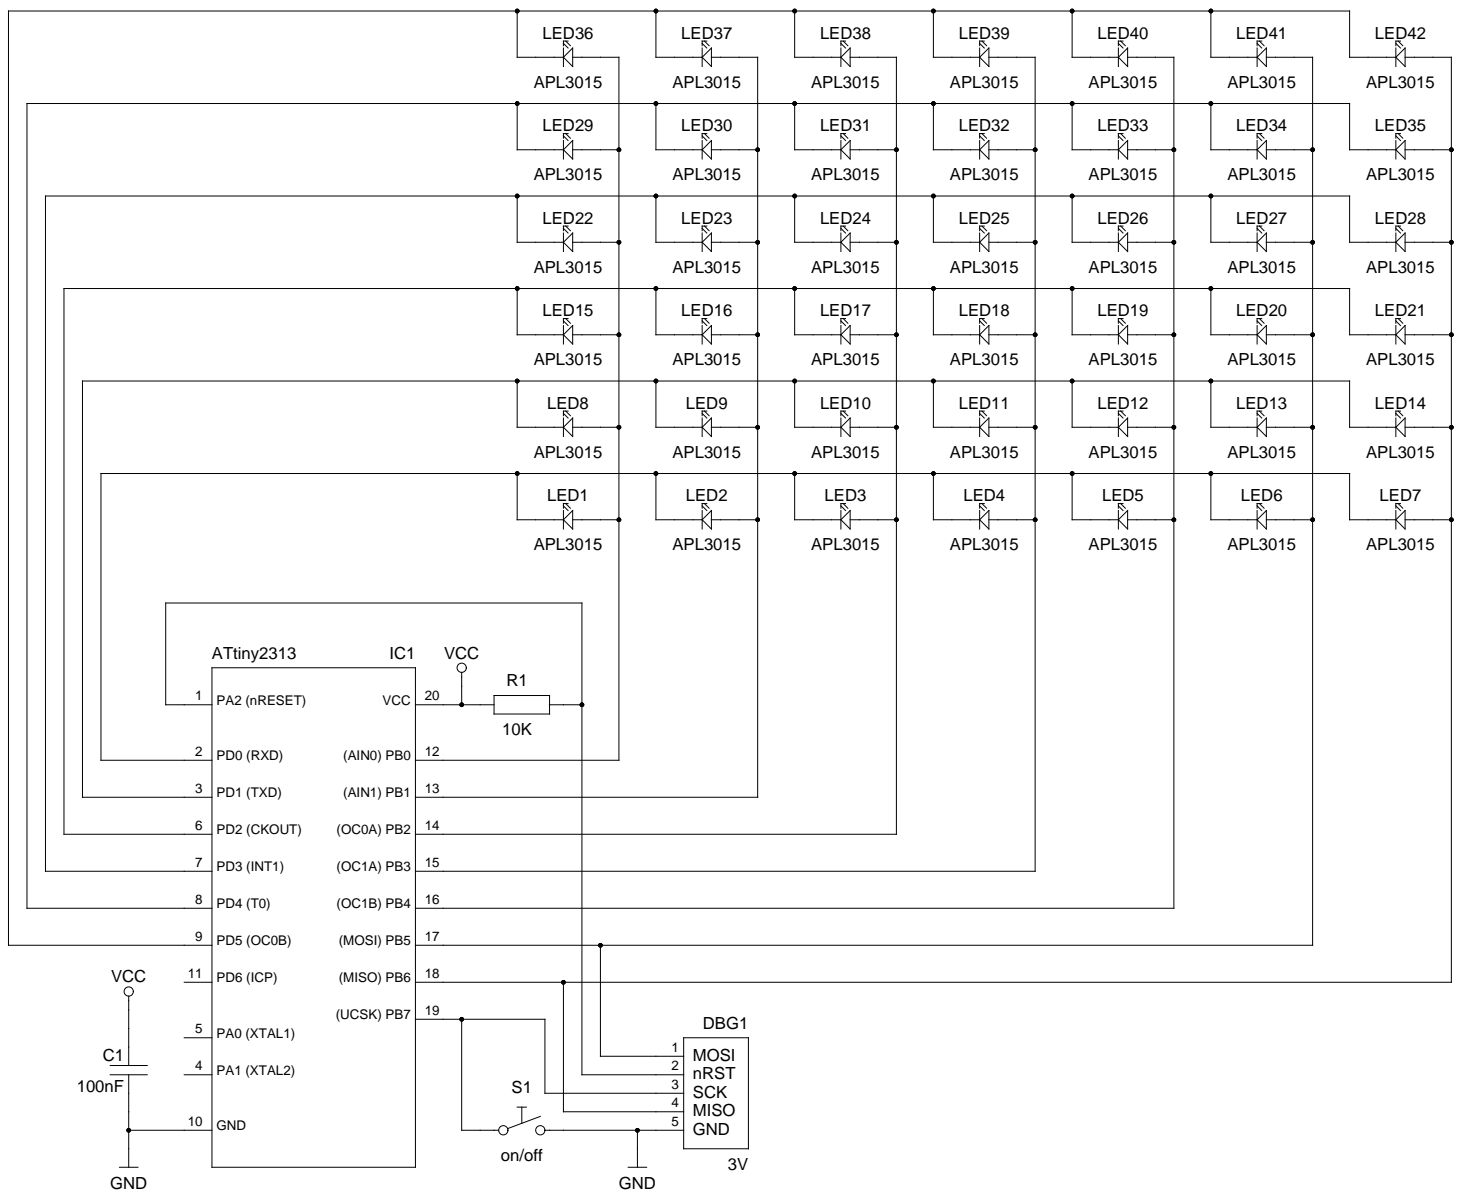 LED36 LED37 LED38 LED39 LED40 LED41 LED42
APL3015 APL3015 APL3015 APL3015 APL3015 APL3015 APL3015
LED29 LED30 LED31 LED32 LED33 LED34 LED35
APL3015 APL3015 APL3015 APL3015 APL3015 APL3015 APL3015
LED22 LED23 LED24 LED25 LED26 LED27 LED28
APL3015 APL3015 APL3015 APL3015 APL3015 APL3015 APL3015
LED15 LED16 LED17 LED18 LED19 LED20 LED21
APL3015 APL3015 APL3015 APL3015 APL3015 APL3015 APL3015
LED8 LED9 LED10 LED11 LED12 LED13 LED14
APL3015 APL3015 APL3015 APL3015 APL3015 APL3015 APL3015
LED1 LED2 LED3 LED4 LED5 LED6 LED7
APL3015 APL3015 APL3015 APL3015 APL3015 APL3015 APL3015
ATtiny2313 IC1 VCC
R1
1 PA2 (nRESET) VCC 20
10K
2 PD0 (RXD) (AIN0) PB0 12
3 PD1 (TXD) (AIN1) PB1 13
6 PD2 (CKOUT) (OC0A) PB2 14
7 PD3 (INT1) (OC1A) PB3 15
8 PD4 (T0) (OC1B) PB4 16
9 PD5 (OC0B) (MOSI) PB5 17
VCC 11 PD6 (ICP) (MISO) PB6 18
(UCSK) PB7 19
DBG1
5 PA0 (XTAL1)
C1 1 MOSI
4 PA1 (XTAL2) 2 nRST
100nF S1 3 SCK
4 MISO
10 GND 5 GND
on/off 3V
GND GND